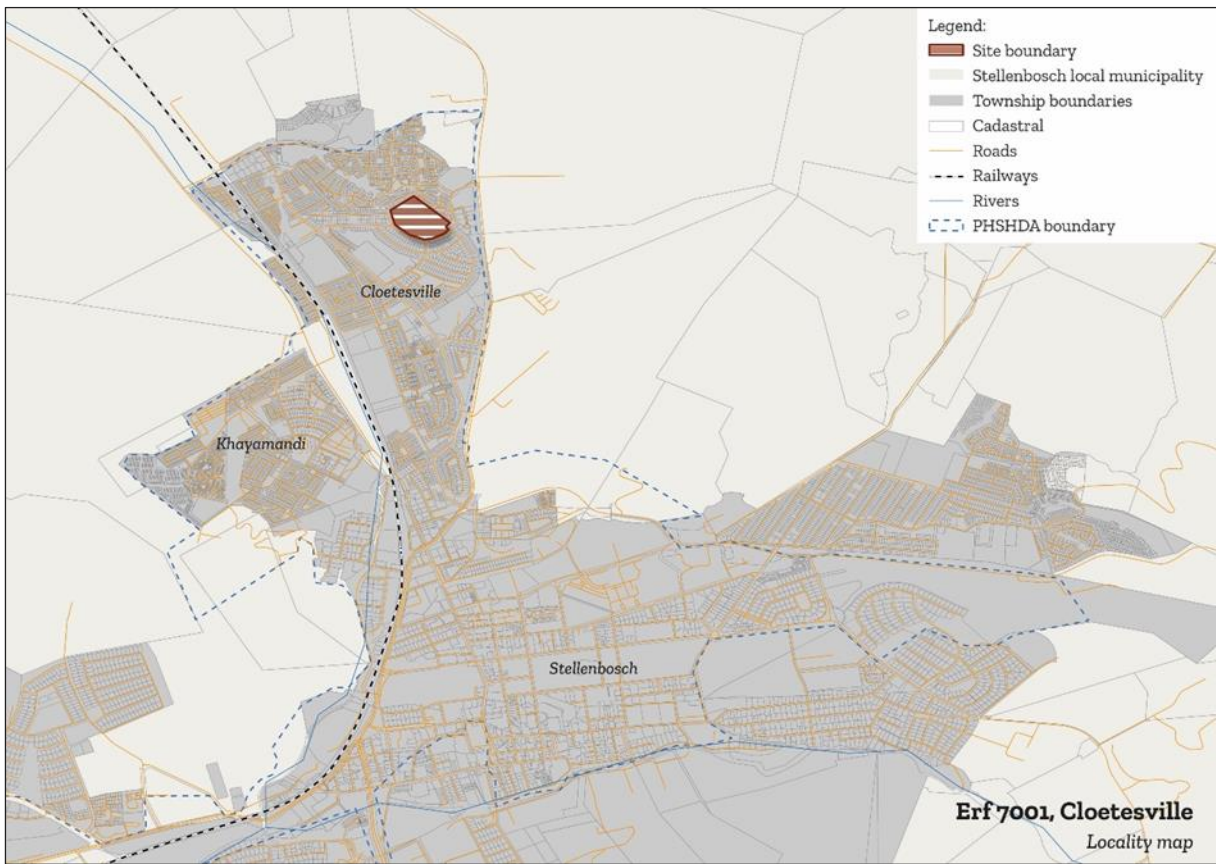 Legend:
Site boundary
Stellenbosch local municipality
Township boundaries
Cadastral
Roads
Railways
Rivers
PHSHDA boundary
Cloetesville
Khayamandi
Stellenbosch
Erf 7001, Cloetesville
Locality map